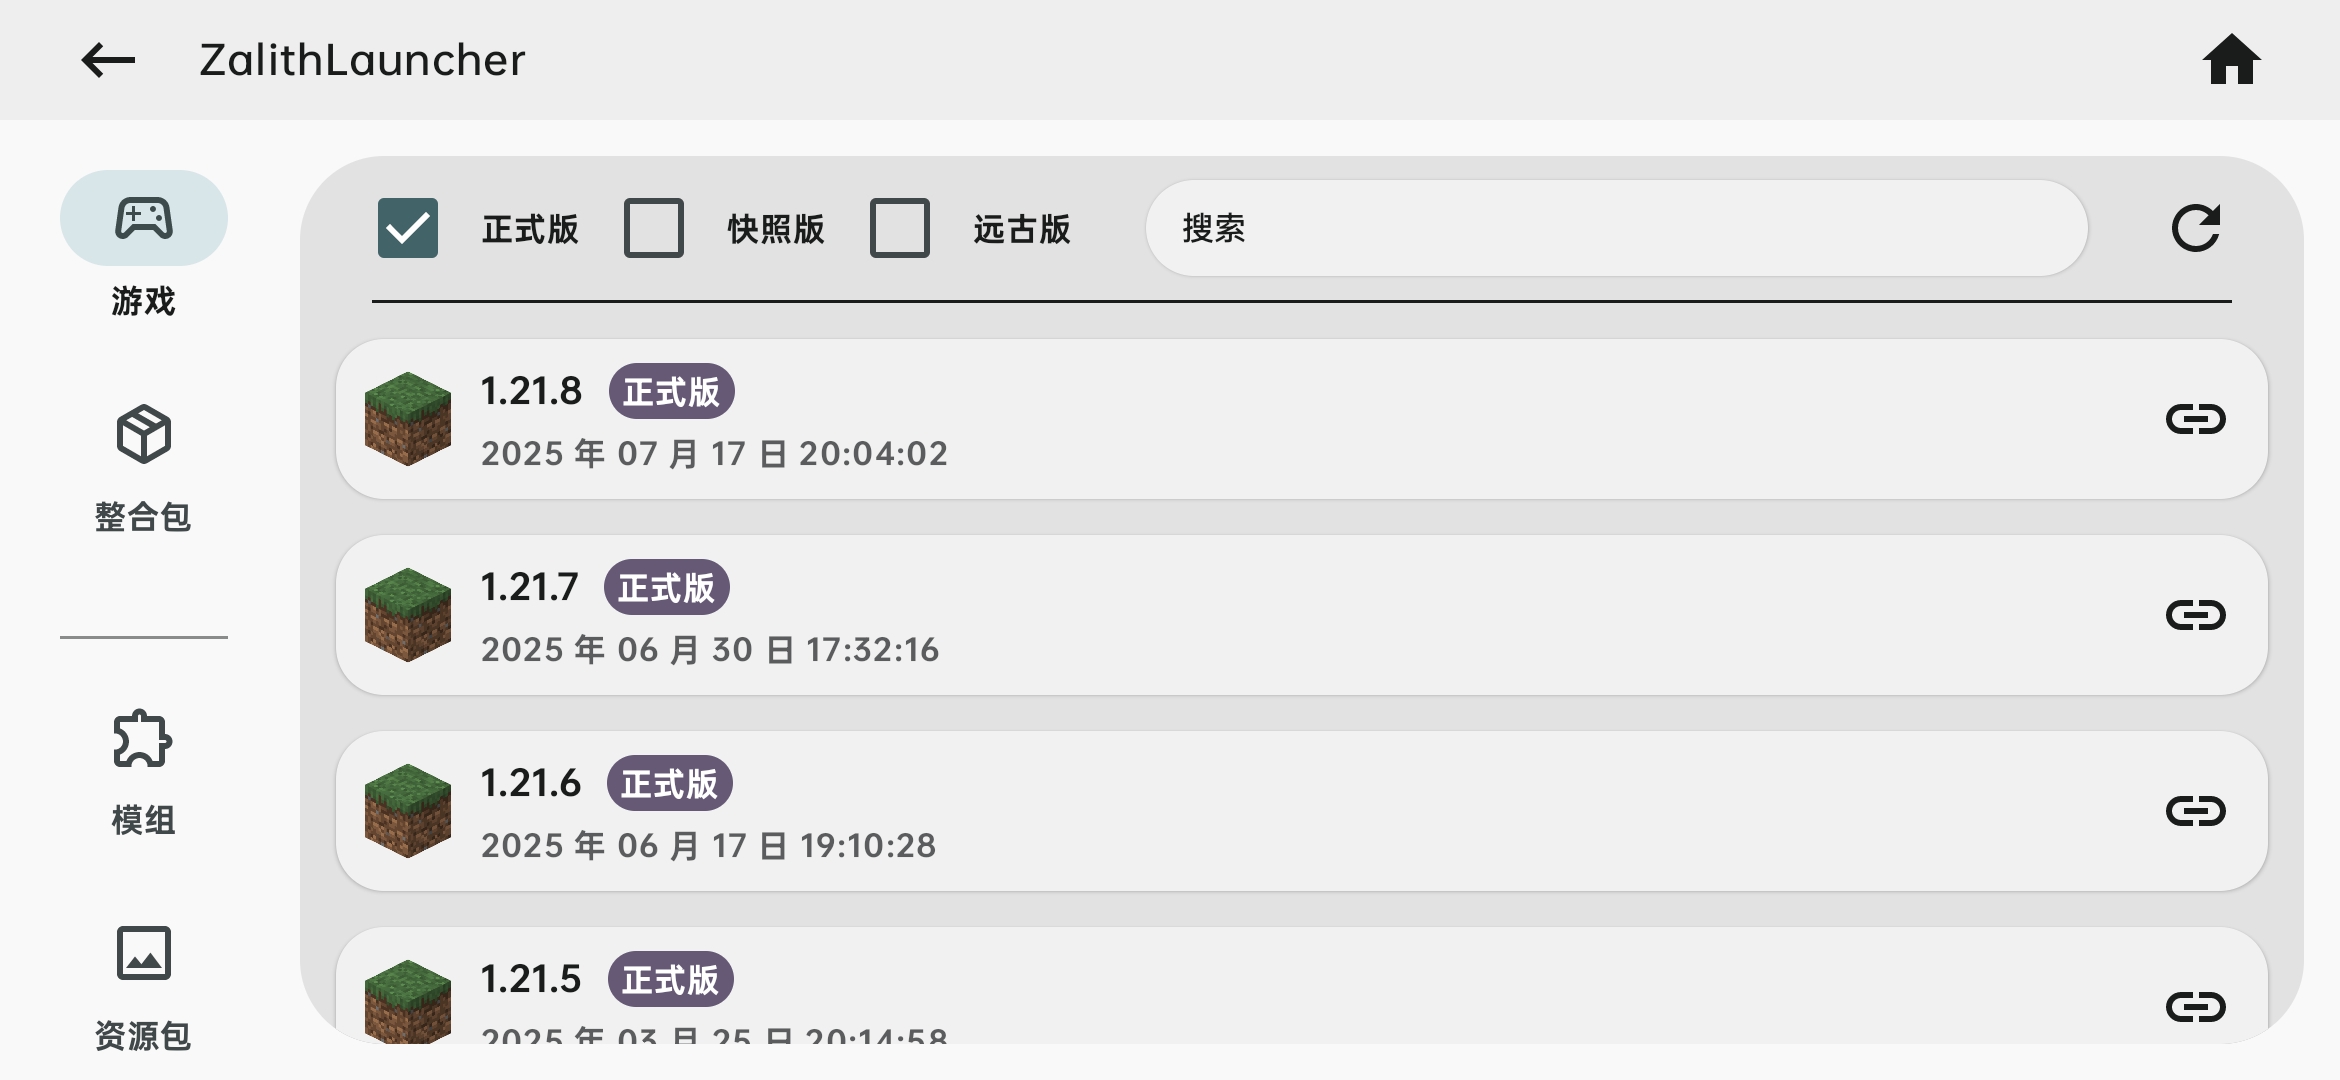 ZalithLauncher
游戏
整合包
模组
资源包
正式版 快照版 远古版 搜索
1.21.8 正式版
2025 年 07 月 17 日 20:04:02
1.21.7 正式版
2025 年 06 月 30 日 17:32:16
1.21.6 正式版
2025 年 06 月 17 日 19:10:28
1.21.5 正式版
2025 年 03 月 25 日 20:14:58